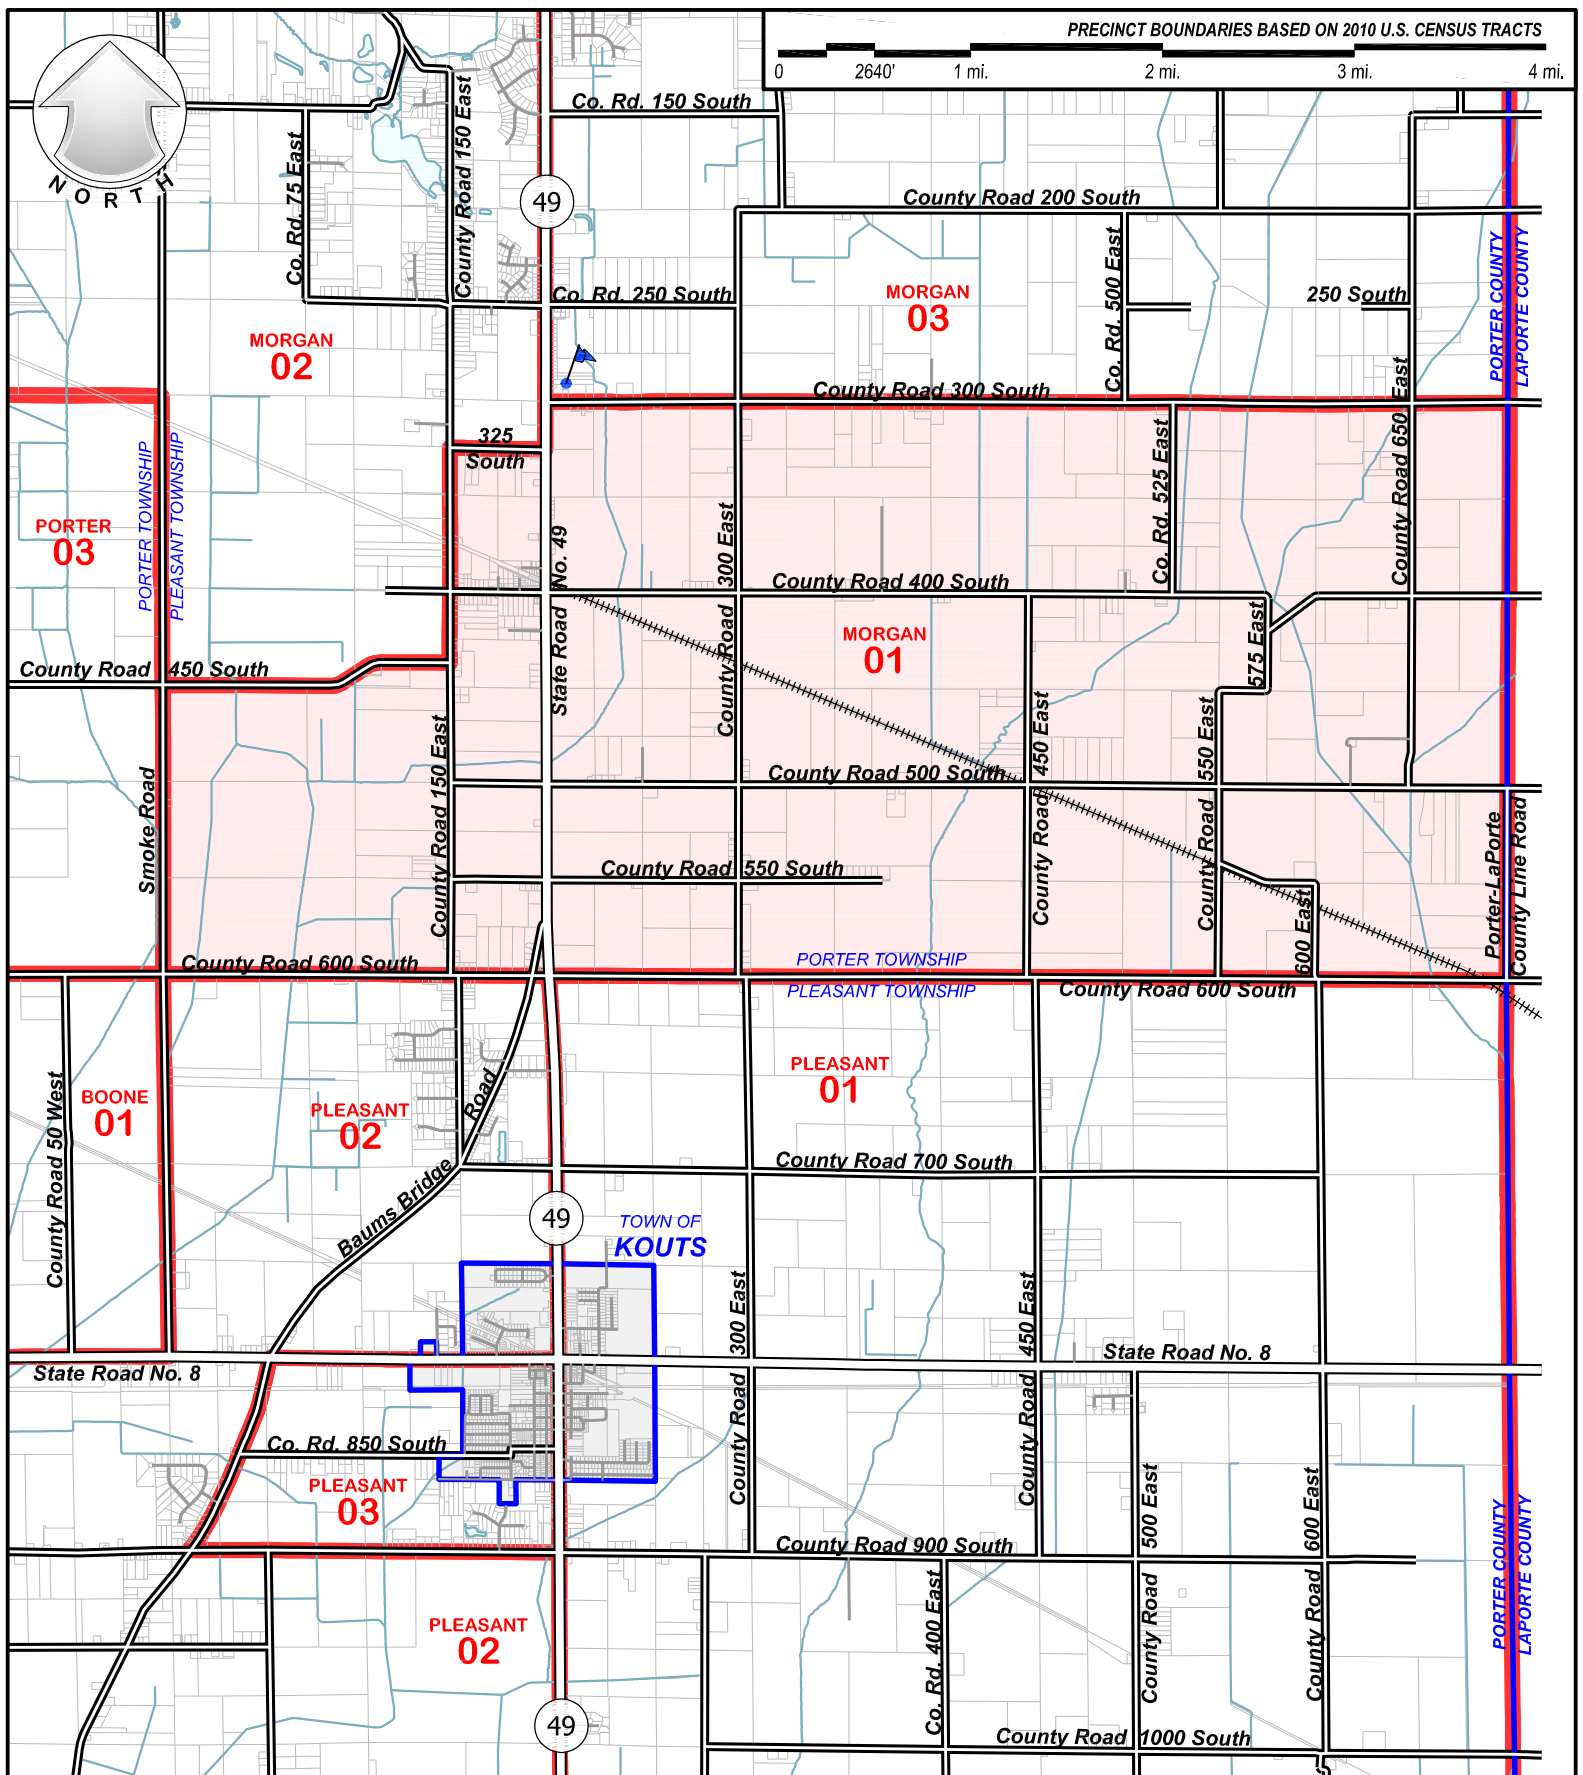 PRECINCT BOUNDARIES BASED ON 2010 U.S. CENSUS TRACTS
0 2640' 1 mi. 2 mi. 3 mi. 4 mi.
NORTH
Co. Rd. 150 South
County Road 150 East
Co. Rd. 75 East
49
County Road 200 South
Co. Rd. 250 South
250 South
Co. Rd. 500 East
PORTER COUNTY
LAPORTE COUNTY
MORGAN
03
MORGAN
02
County Road 300 South
County Road 650 East
325
South
Co. Rd. 525 East
PORTER TOWNSHIP
PLEASANT TOWNSHIP
PORTER
03
State Road No. 49
County Road 300 East
County Road 400 South
MORGAN
01
575 East
County Road 450 South
County Road 150 East
County Road 450 East
County Road 550 East
Smoke Road
County Road 500 South
County Road 550 South
600 East
Porter-LaPorte
County Line Road
County Road 600 South
PORTER TOWNSHIP
PLEASANT TOWNSHIP
County Road 600 South
County Road 50 West
BOONE
01
PLEASANT
02
Baums Bridge Road
PLEASANT
01
County Road 700 South
49
TOWN OF
KOUTS
County Road 300 East
County Road 450 East
State Road No. 8
State Road No. 8
Co. Rd. 850 South
PLEASANT
03
County Road 500 East
County Road 600 East
County Road 900 South
PORTER COUNTY
LAPORTE COUNTY
PLEASANT
02
Co. Rd. 400 East
49
County Road 1000 South